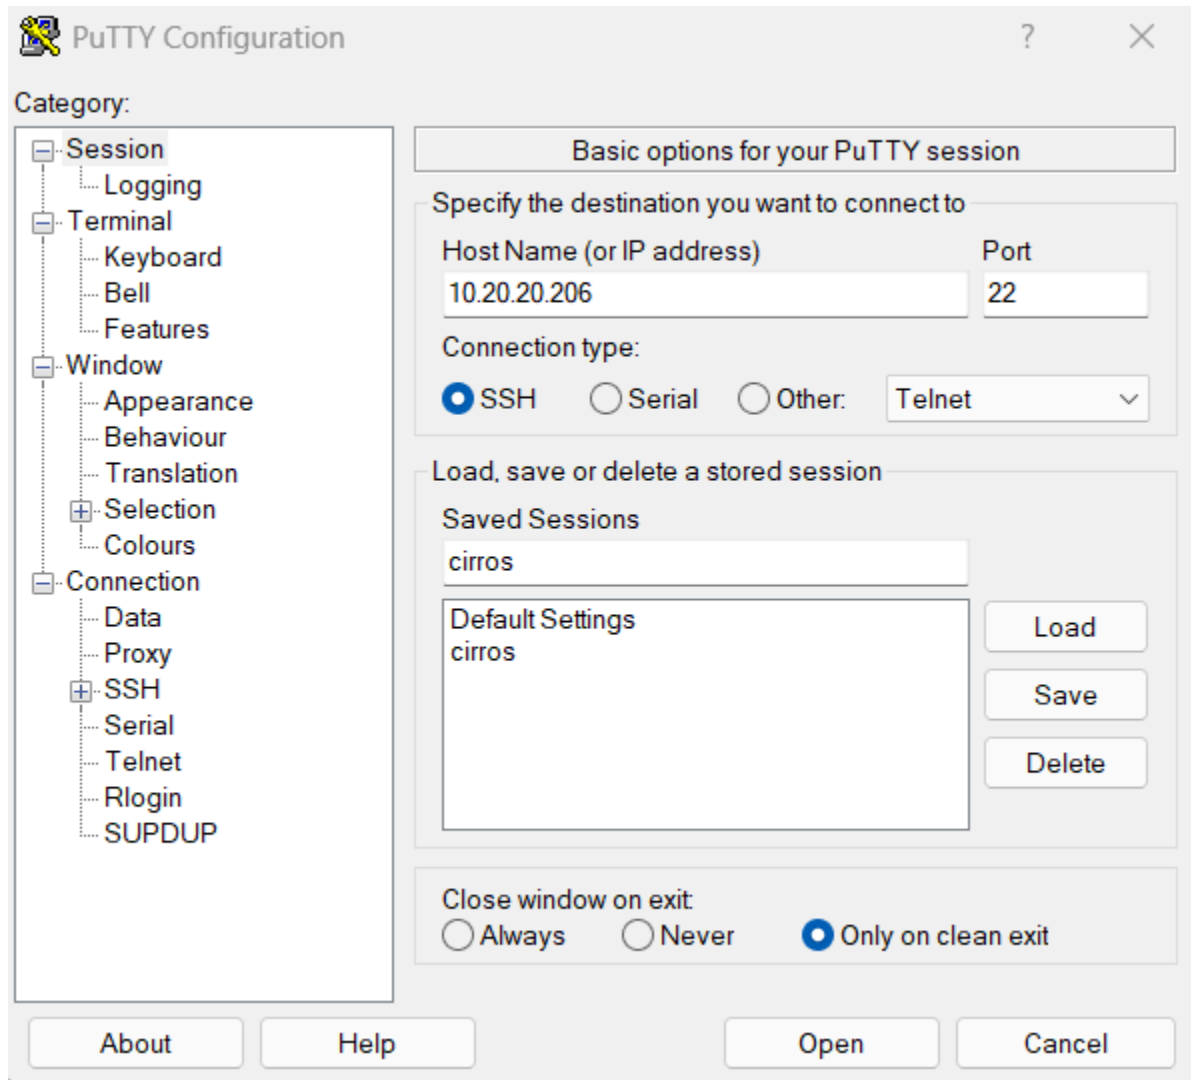 PuTTY Configuration
Category:
Session
Logging
Terminal
Keyboard
Bell
Features
Window
Appearance
Behaviour
Translation
Selection
Colours
Connection
Data
Proxy
SSH
Serial
Telnet
Rlogin
SUPDUP
Basic options for your PuTTY session
Specify the destination you want to connect to
Host Name (or IP address) Port
10.20.20.206 22
Connection type:
SSH Serial Other: Telnet
Load, save or delete a stored session
Saved Sessions
cirros
Default Settings
cirros
Load
Save
Delete
Close window on exit:
Always Never Only on clean exit
About Help Open Cancel